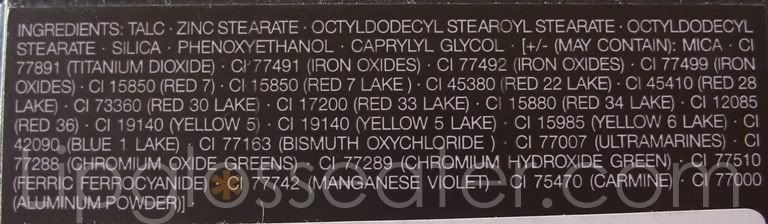 INGREDIENTS: TALC · ZINC STEARATE · OCTYLDODECYL STEAROYL STEARATE · OCTYLDODECYL
STEARATE · SILICA · PHENOXYETHANOL · CAPRYLYL GLYCOL · [+/- (MAY CONTAIN): MICA · CI
77891 (TITANIUM DIOXIDE) · CI 77491 (IRON OXIDES) · CI 77492 (IRON OXIDES) · CI 77499 (IRON
OXIDES) · CI 15850 (RED 7) · CI 15850 (RED 7 LAKE) · CI 45380 (RED 22 LAKE) · CI 45410 (RED 28
LAKE) · CI 73360 (RED 30 LAKE) · CI 17200 (RED 33 LAKE) · CI 15880 (RED 34 LAKE) · CI 12085
(RED 36) · CI 19140 (YELLOW 5) · CI 19140 (YELLOW 5 LAKE) · CI 15985 (YELLOW 6 LAKE) · CI
42090 (BLUE 1 LAKE) · CI 77163 (BISMUTH OXYCHLORIDE ) · CI 77007 (ULTRAMARINES) · CI
77288 (CHROMIUM OXIDE GREENS) · CI 77289 (CHROMIUM HYDROXIDE GREEN) · CI 77510
(FERRIC FERROCYANIDE) · CI 77742 (MANGANESE VIOLET) · CI 75470 (CARMINE) · CI 77000
(ALUMINUM POWDER)] ·